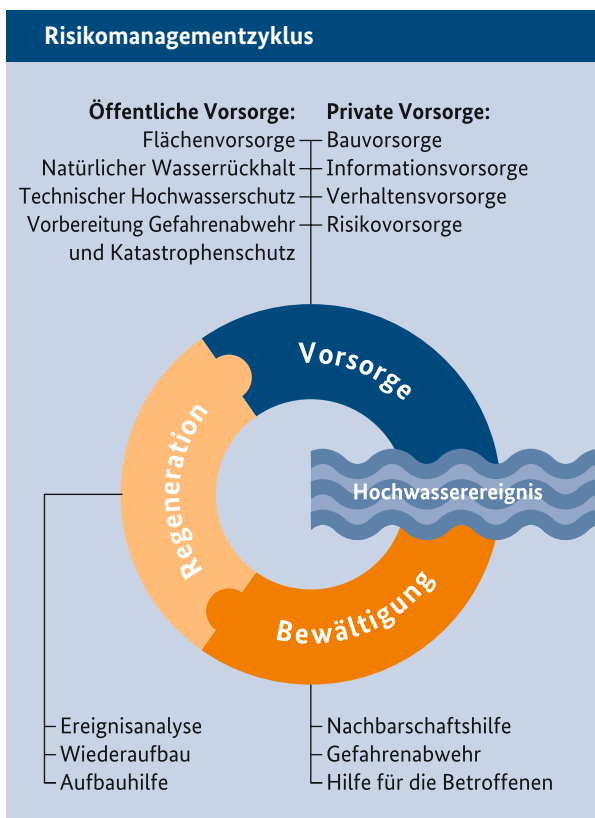 Risikomanagementzyklus
Öffentliche Vorsorge:
Flächenvorsorge
Natürlicher Wasserrückhalt
Technischer Hochwasserschutz
Vorbereitung Gefahrenabwehr
und Katastrophenschutz
Private Vorsorge:
Bauvorsorge
Informationsvorsorge
Verhaltensvorsorge
Risikovorsorge
Vorsorge
Regeneration
Hochwasserereignis
Bewältigung
Ereignisanalyse
Wiederaufbau
Aufbauhilfe
Nachbarschaftshilfe
Gefahrenabwehr
Hilfe für die Betroffenen